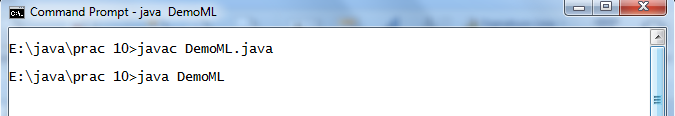 Command Prompt - java  DemoML
E:\java\prac 10>javac DemoML.java
E:\java\prac 10>java DemoML